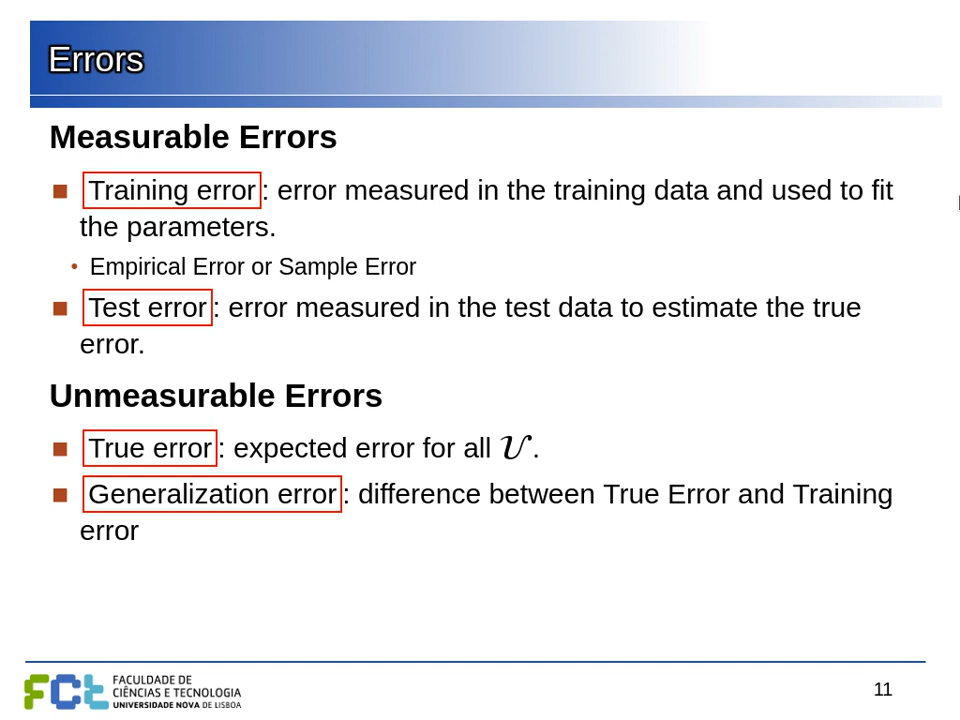 Errors
Measurable Errors
Training error: error measured in the training data and used to fit
the parameters.
• Empirical Error or Sample Error
Test error: error measured in the test data to estimate the true
error.
Unmeasurable Errors
True error: expected error for all 𝒰.
Generalization error: difference between True Error and Training
error
FCt
FACULDADE DE
CIÊNCIAS E TECNOLOGIA
UNIVERSIDADE NOVA DE LISBOA
11